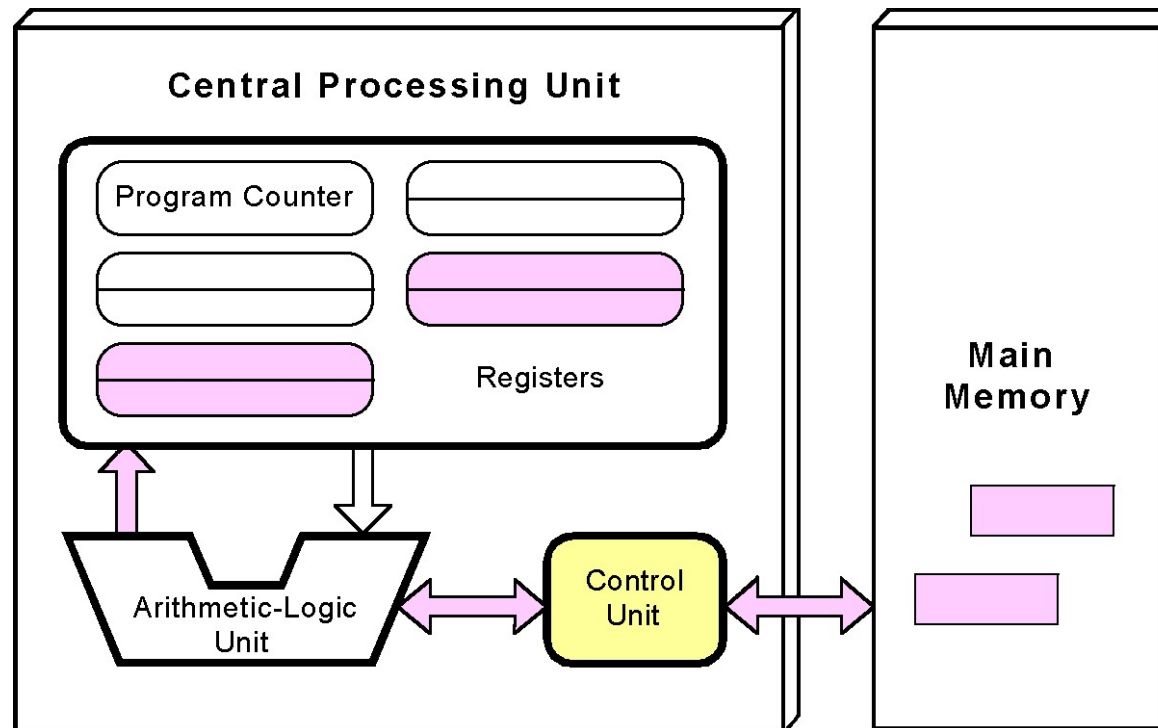 Central Processing Unit
Program Counter
Registers
Arithmetic-Logic
Unit
Control
Unit
Main
Memory